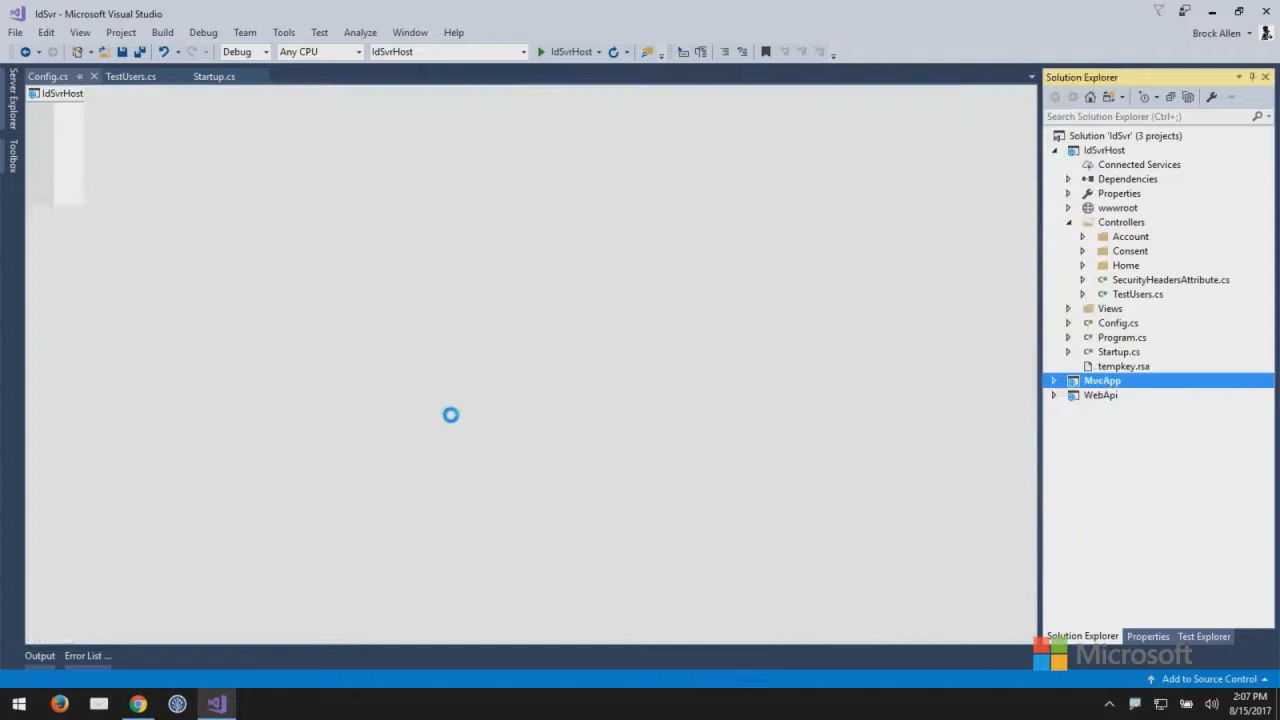 IdSvr - Microsoft Visual Studio
File Edit View Project Build Debug Team Tools Test Analyze Window Help
Brock Allen
Debug Any CPU IdSvrHost IdSvrHost
Server Explorer
Toolbox
Config.cs TestUsers.cs Startup.cs
IdSvrHost
Solution Explorer
Search Solution Explorer (Ctrl+;)
Solution 'IdSvr' (3 projects)
IdSvrHost
Connected Services
Dependencies
Properties
wwwroot
Controllers
Account
Consent
Home
SecurityHeadersAttribute.cs
TestUsers.cs
Views
Config.cs
Program.cs
Startup.cs
tempkey.rsa
MvcApp
WebApi
Solution Explorer Properties Test Explorer
Output Error List ...
Microsoft
Add to Source Control
2:07 PM
8/15/2017